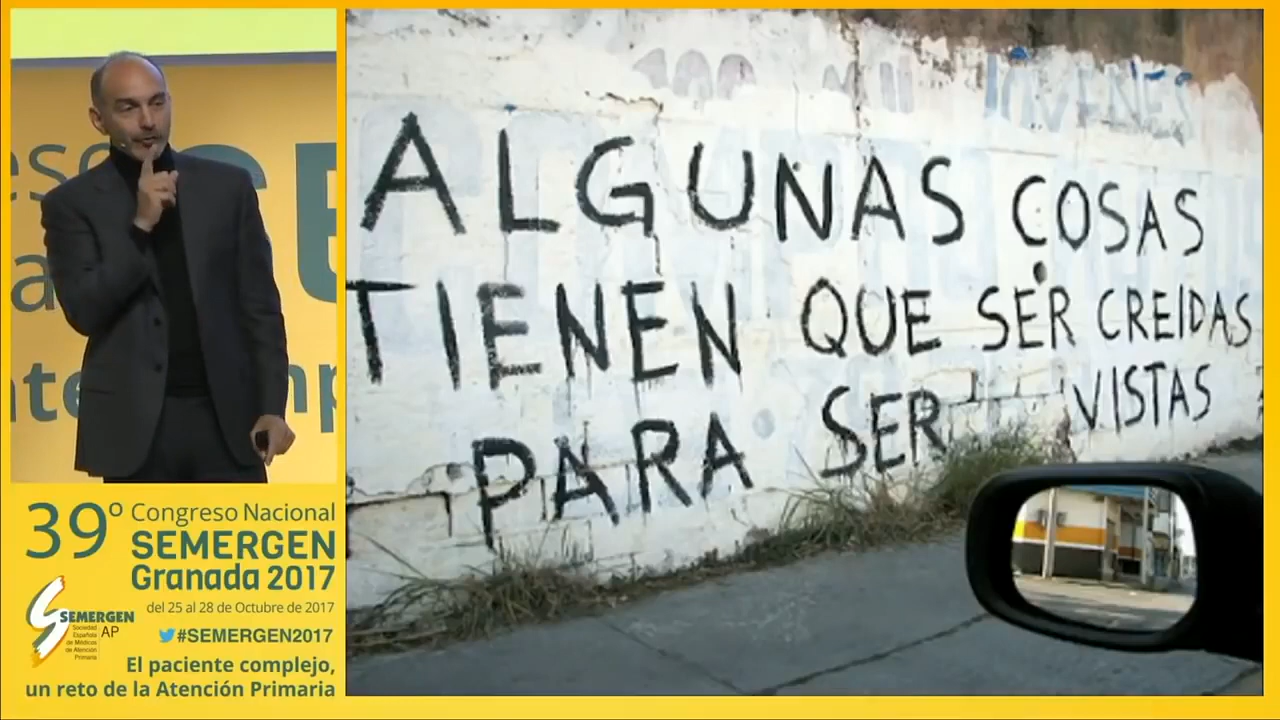 39º Congreso Nacional
SEMERGEN
Granada 2017
del 25 al 28 de Octubre de 2017
#SEMERGEN2017
SEMERGEN
AP
Sociedad
Española
de Médicos
de Atención
Primaria
El paciente complejo,
un reto de la Atención Primaria
JÓVENES
ALGUNAS COSAS
TIENEN QUE SER CREIDAS
PARA SER VISTAS